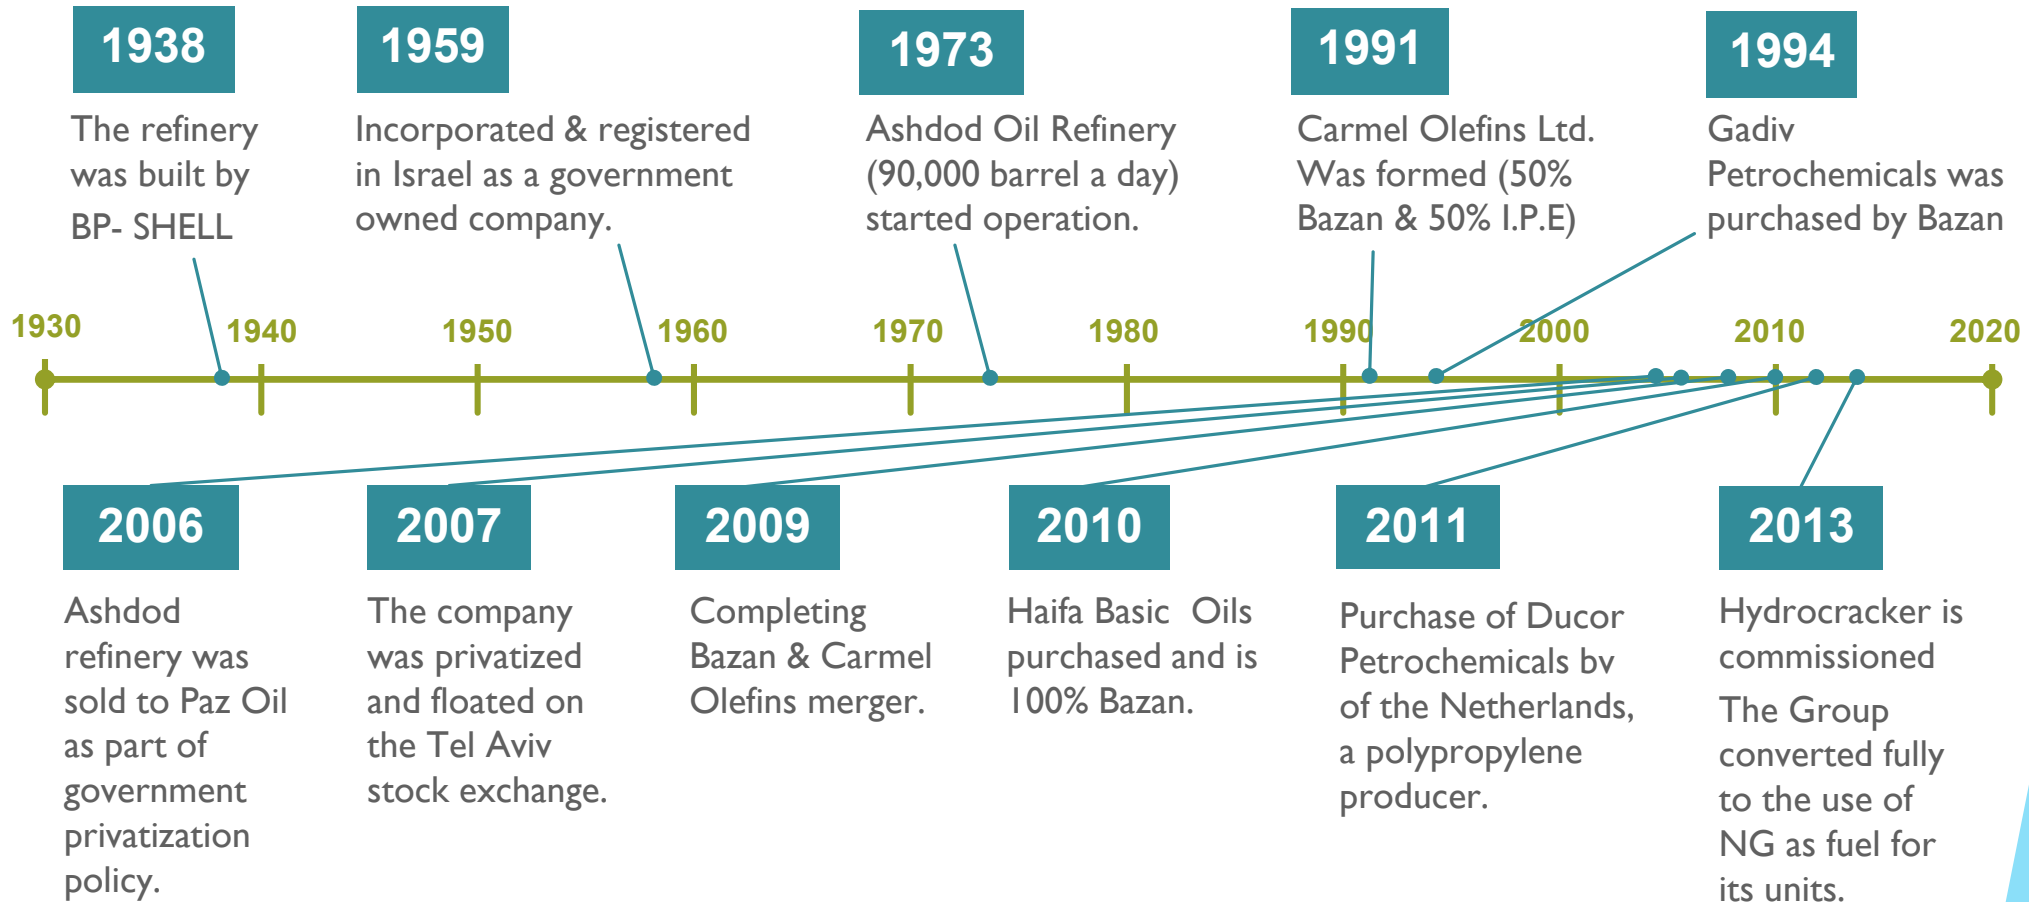 1938
The refinery
was built by
BP- SHELL
1959
Incorporated & registered
in Israel as a government
owned company.
1973
Ashdod Oil Refinery
(90,000 barrel a day)
started operation.
1991
Carmel Olefins Ltd.
Was formed (50%
Bazan & 50% I.P.E)
1994
Gadiv
Petrochemicals was
purchased by Bazan
1930
1940
1950
1960
1970
1980
1990
2000
2010
2020
2006
Ashdod
refinery was
sold to Paz Oil
as part of
government
privatization
policy.
2007
The company
was privatized
and floated on
the Tel Aviv
stock exchange.
2009
Completing
Bazan & Carmel
Olefins merger.
2010
Haifa Basic  Oils
purchased and is
100% Bazan.
2011
Purchase of Ducor
Petrochemicals bv
of the Netherlands,
a polypropylene
producer.
2013
Hydrocracker is
commissioned
The Group
converted fully
to the use of
NG as fuel for
its units.